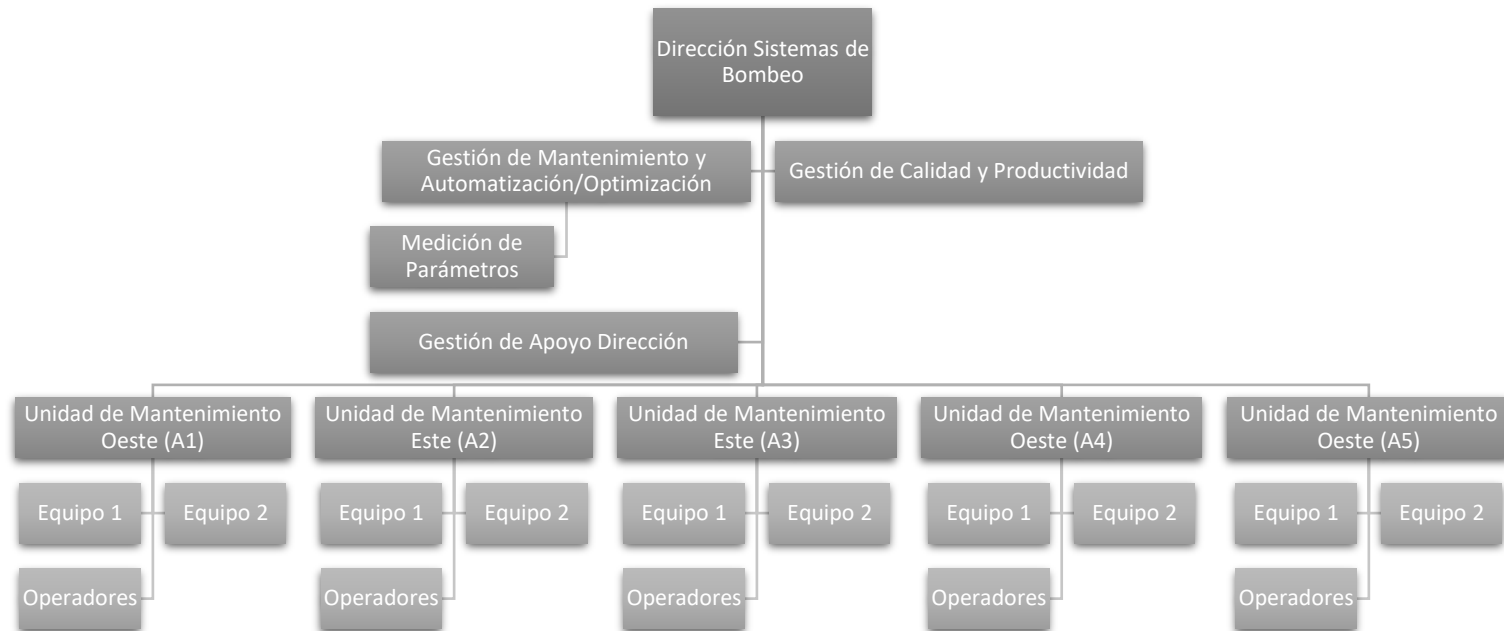 Dirección Sistemas de
Bombeo
Gestión de Mantenimiento y
Automatización/Optimización
Gestión de Calidad y Productividad
Medición de
Parámetros
Gestión de Apoyo Dirección
Unidad de Mantenimiento
Oeste (A1)
Unidad de Mantenimiento
Este (A2)
Unidad de Mantenimiento
Este (A3)
Unidad de Mantenimiento
Oeste (A4)
Unidad de Mantenimiento
Oeste (A5)
Equipo 1
Equipo 2
Equipo 1
Equipo 2
Equipo 1
Equipo 2
Equipo 1
Equipo 2
Equipo 1
Equipo 2
Operadores
Operadores
Operadores
Operadores
Operadores